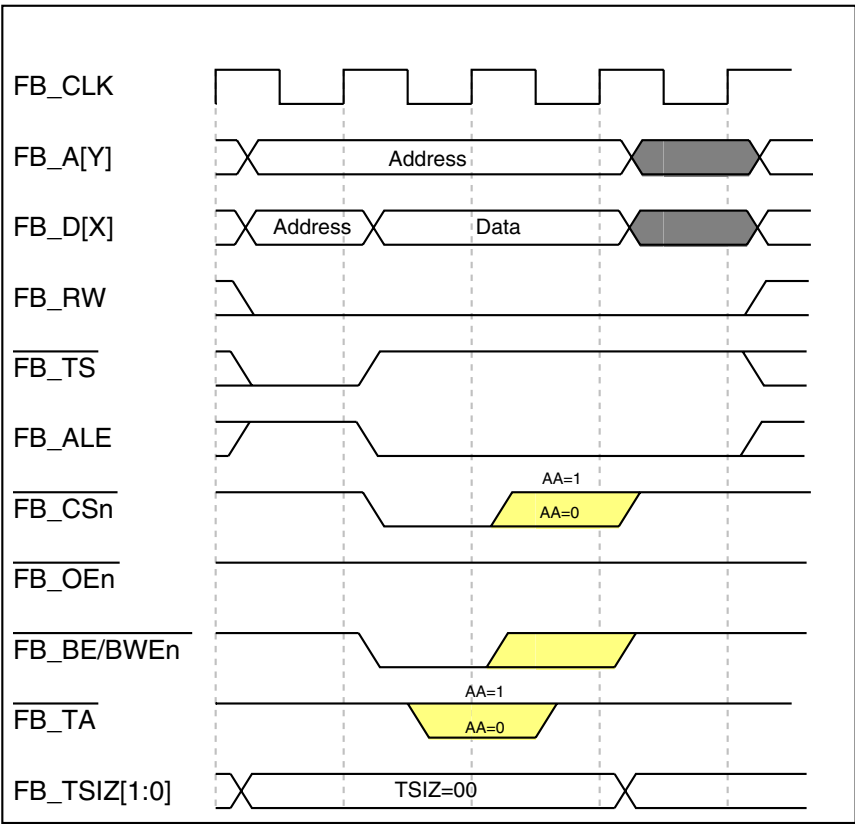 FB_CLK
FB_A[Y] Address
FB_D[X] Address Data
FB_RW
FB_TS
FB_ALE
AA=1
FB_CSn AA=0
FB_OEn
FB_BE/BWEn
AA=1
FB_TA AA=0
FB_TSIZ[1:0] TSIZ=00